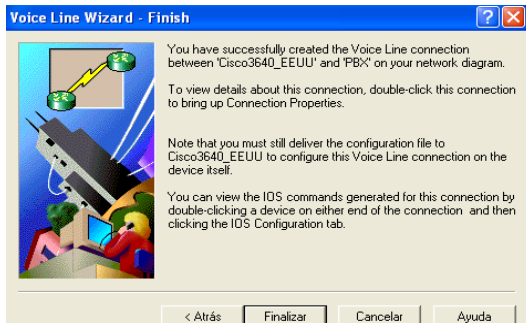 Voice Line Wizard - Finish
You have successfully created the Voice Line connection
between 'Cisco3640_EEUU' and 'PBX' on your network diagram.
To view details about this connection, double-click this connection
to bring up Connection Properties.
Note that you must still deliver the configuration file to
Cisco3640_EEUU to configure this Voice Line connection on the
device itself.
You can view the IOS commands generated for this connection by
double-clicking a device on either end of the connection and then
clicking the IOS Configuration tab.
< Atrás Finalizar Cancelar Ayuda